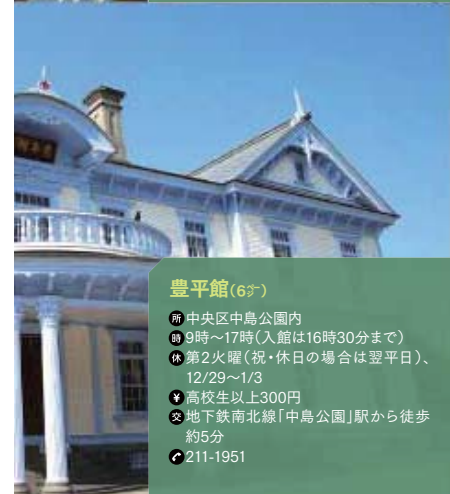 豊平館(6㌻)
所中央区中島公園内
時9時〜17時(入館は16時30分まで)
休第2火曜(祝・休日の場合は翌平日)、
12/29〜1/3
¥高校生以上300円
交地下鉄南北線「中島公園」駅から徒歩
約5分
211-1951